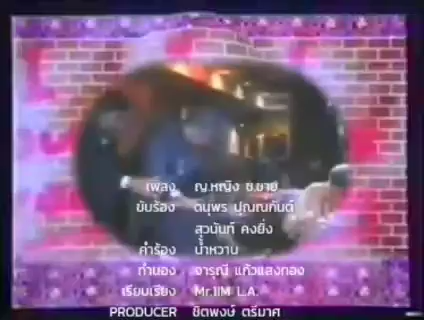 เพลง ญ.หญิง ช.ชาย
ขับร้อง ดนุพร ปุณณกันต์
สุวนันท์ คงยิ่ง
คำร้อง น้ำหวาน
ทำนอง จารุณี แก้วแสงทอง
เรียบเรียง Mr.JIM L.A.
PRODUCER ชิตพงษ์ ตรีมาศ